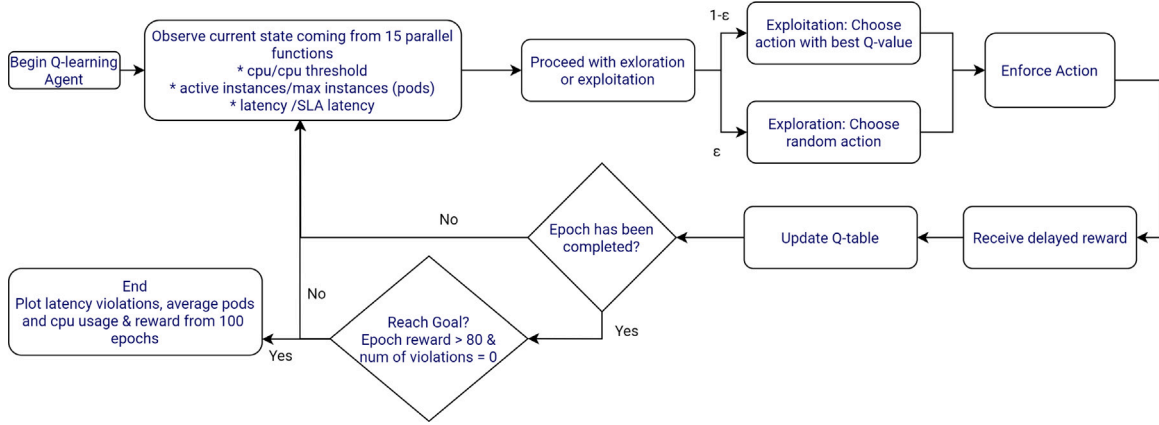 Begin Q-learning
Agent
Observe current state coming from 15 parallel
functions
* cpu/cpu threshold
* active instances/max instances (pods)
* latency /SLA latency
Proceed with exloration
or exploitation
1-ε
Exploitation: Choose
action with best Q-value
ε
Exploration: Choose
random action
Enforce Action
Receive delayed reward
Update Q-table
Epoch has been
completed?
No
Yes
Reach Goal?
Epoch reward > 80 &
num of violations = 0
No
Yes
End
Plot latency violations, average pods
and cpu usage & reward from 100
epochs